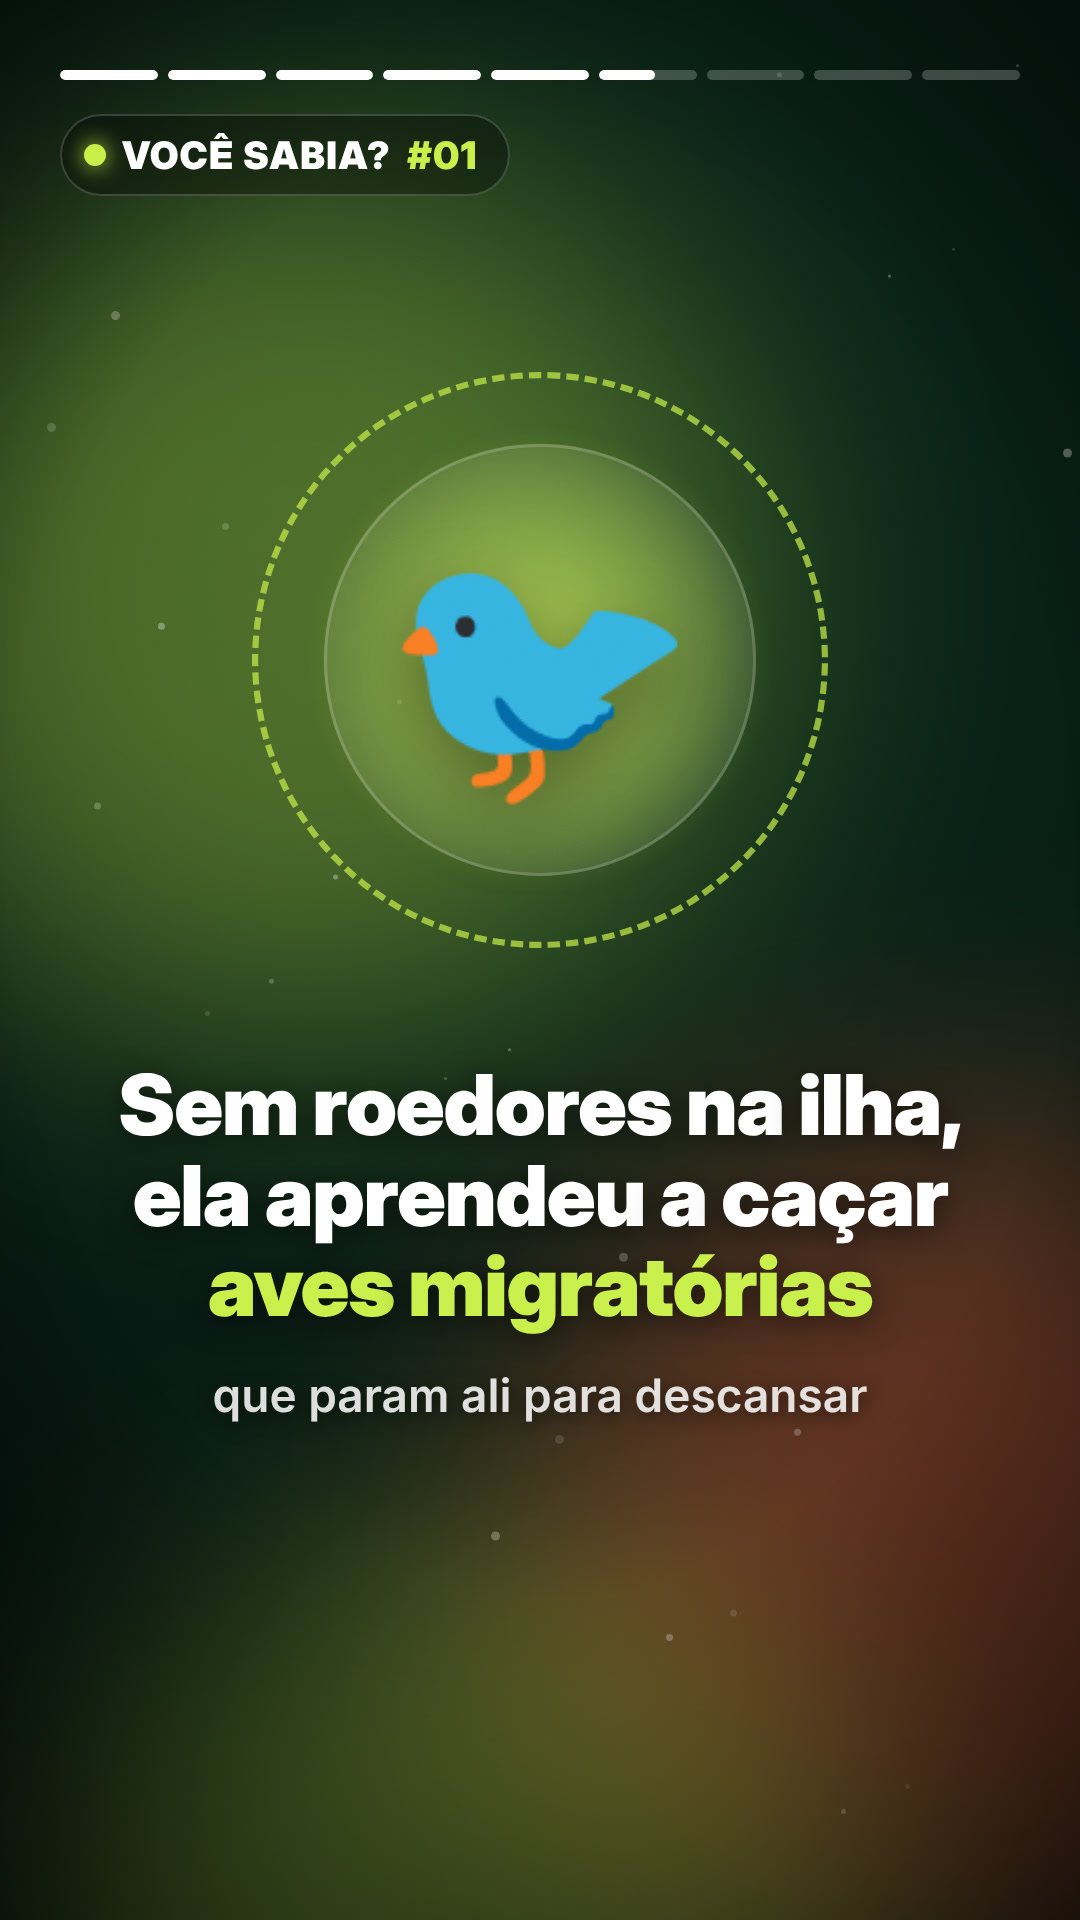 VOCÊ SABIA? #01
Sem roedores na ilha,
ela aprendeu a caçar
aves migratórias
que param ali para descansar